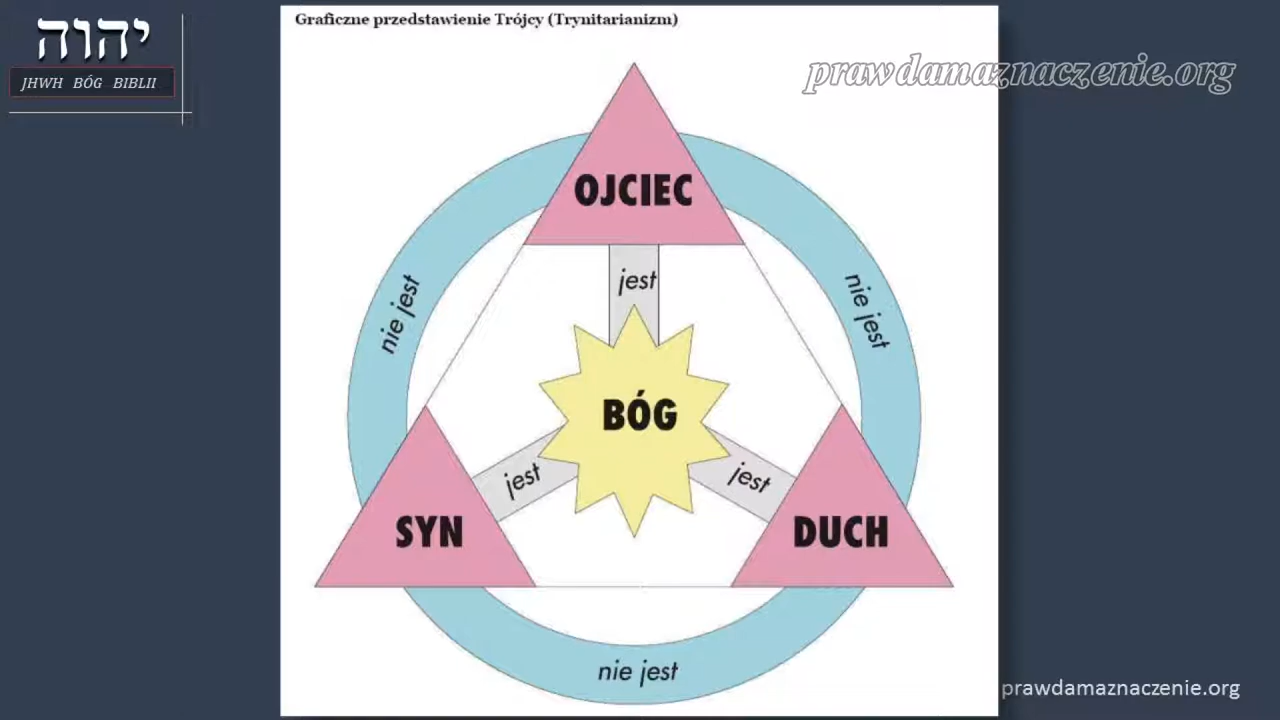 Graficzne przedstawienie Trójcy (Trynitarianizm)
יהוה
JHWH BÓG BIBLII
prawdamaznaczenie.org
OJCIEC
nie jest
jest
nie jest
BÓG
jest
jest
SYN
DUCH
nie jest
prawdamaznaczenie.org